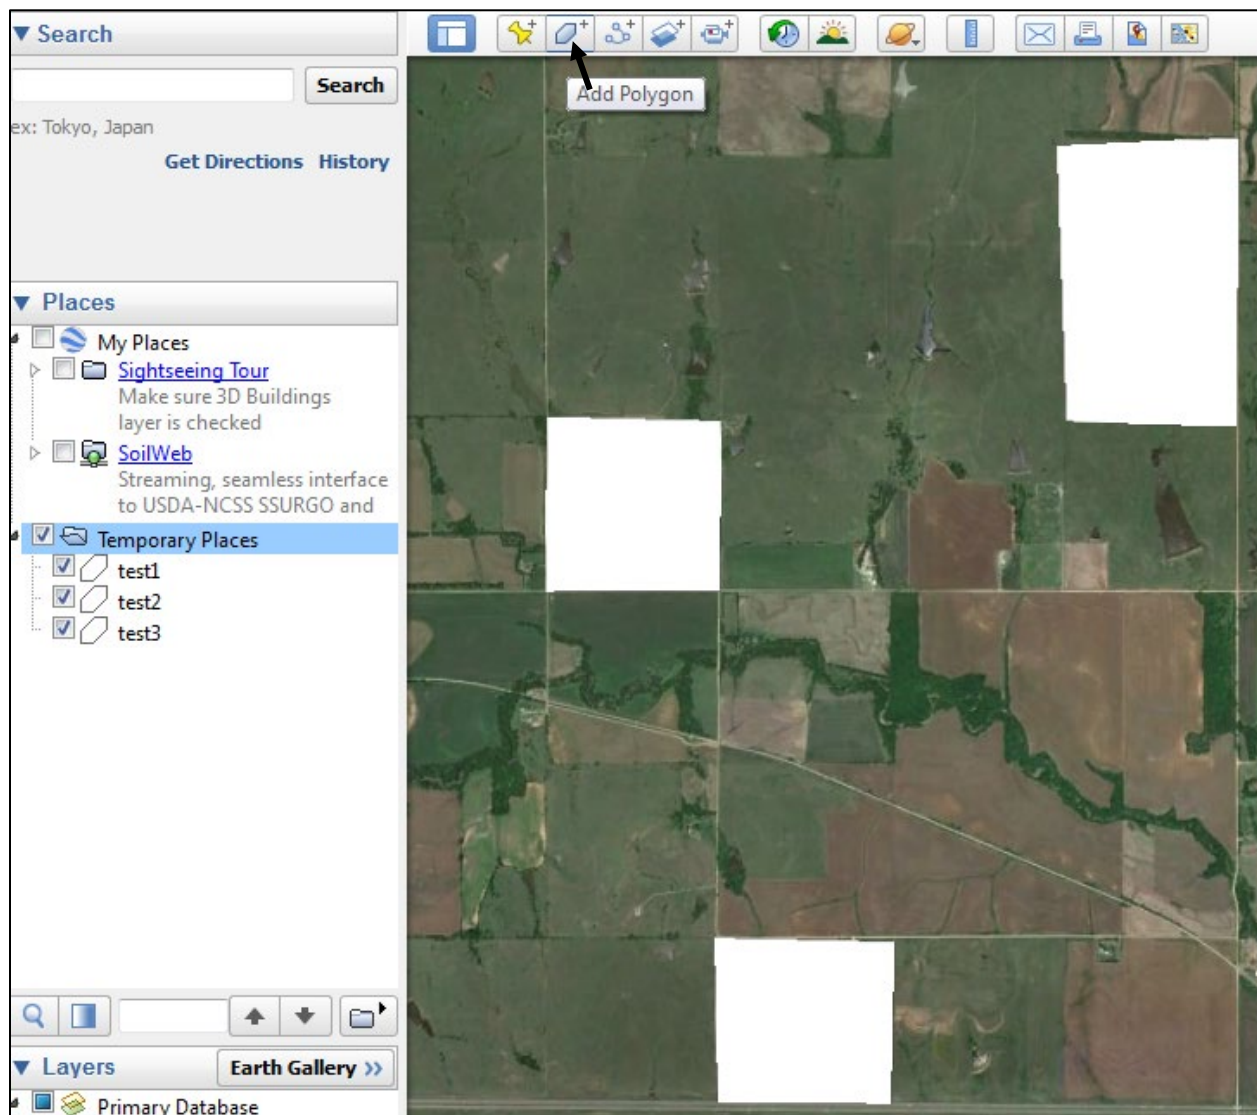 Search
Add Polygon
Search
ex: Tokyo, Japan
Get Directions History
Places
My Places
Sightseeing Tour
Make sure 3D Buildings
layer is checked
SoilWeb
Streaming, seamless interface
to USDA-NCSS SSURGO and
Temporary Places
test1
test2
test3
Layers
Earth Gallery >>
Primary Database